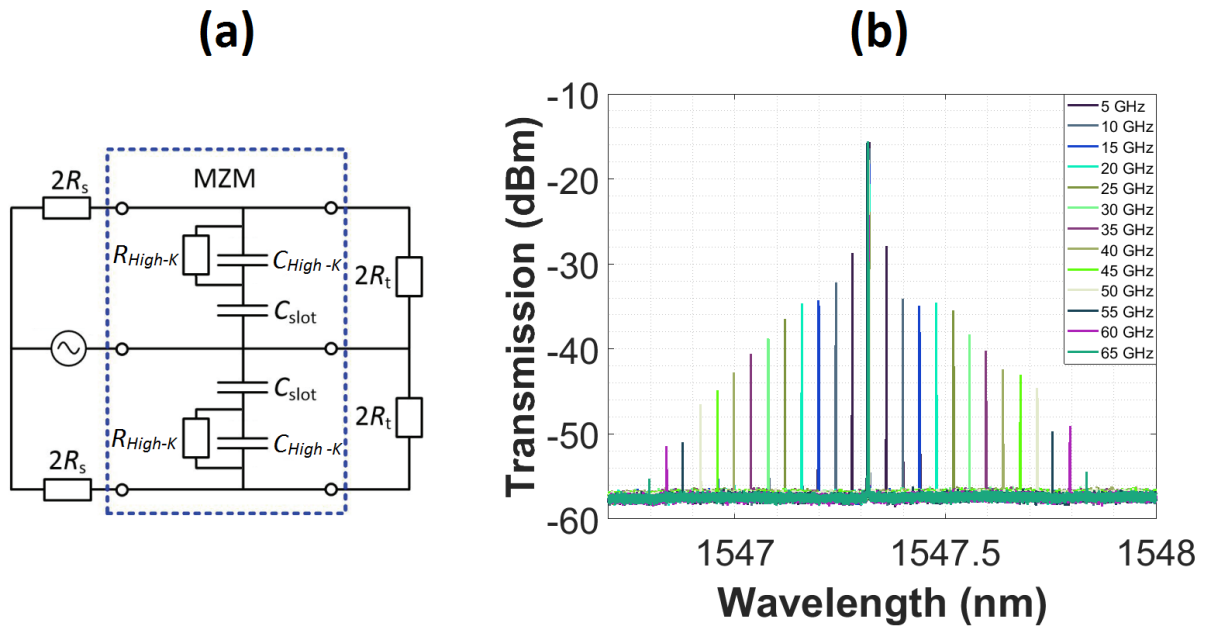 (a)
(b)
2Rs
MZM
RHigh-K
CHigh-K
2Rt
Cslot
Cslot
RHigh-K
CHigh-K
2Rt
2Rs
Transmission (dBm)
-10
-20
-30
-40
-50
-60
5 GHz
10 GHz
15 GHz
20 GHz
25 GHz
30 GHz
35 GHz
40 GHz
45 GHz
50 GHz
55 GHz
60 GHz
65 GHz
1547
1547.5
1548
Wavelength (nm)